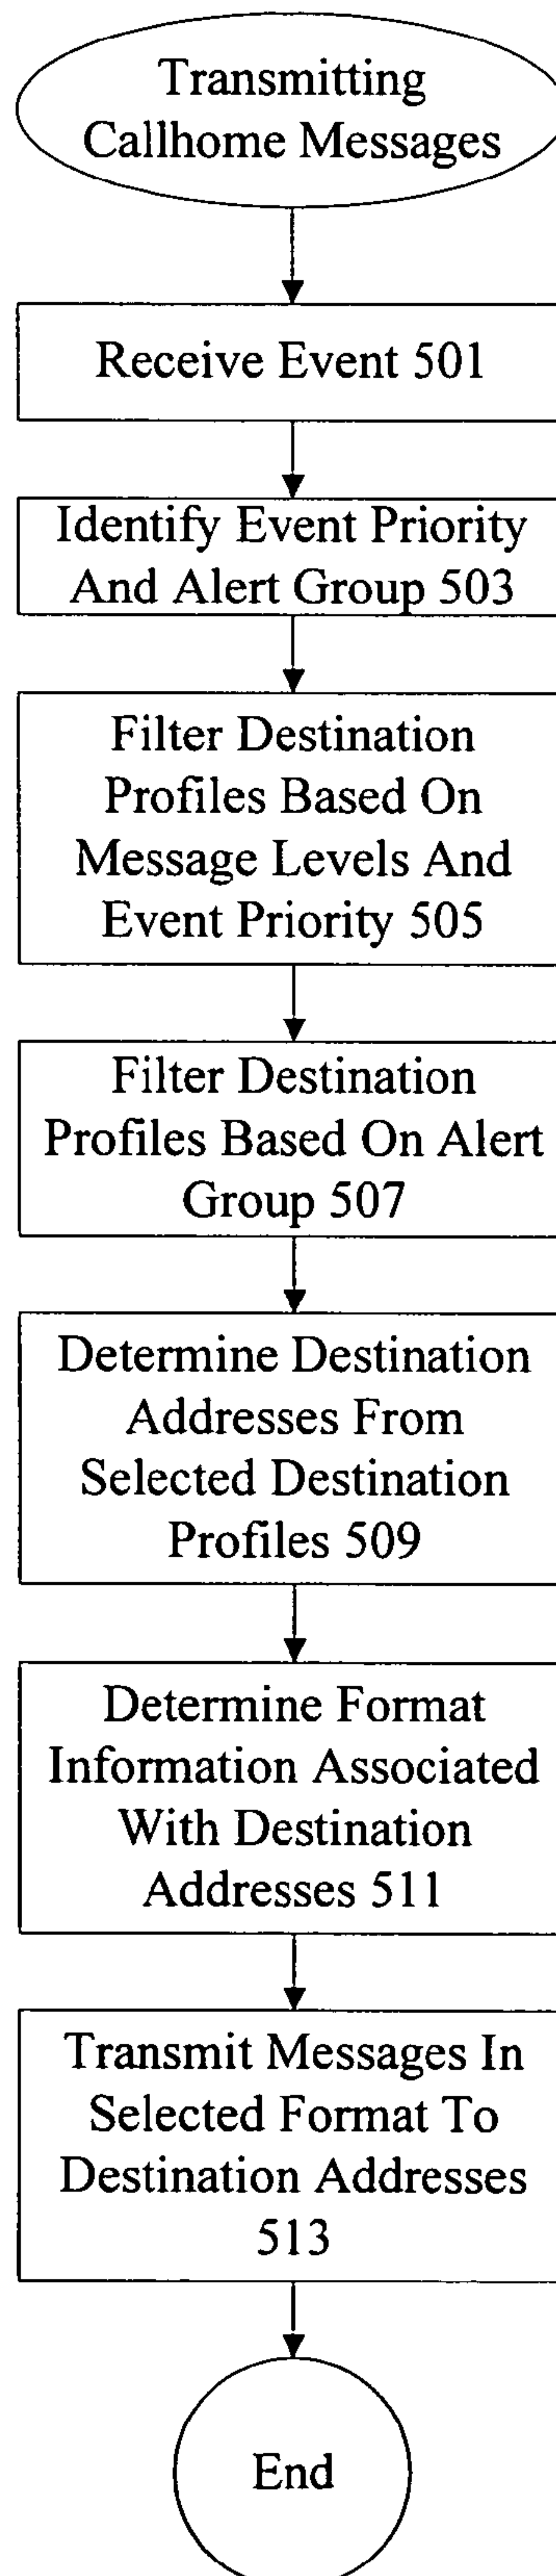 Transmitting
Callhome Messages
Receive Event 501
Identify Event Priority
And Alert Group 503
Filter Destination
Profiles Based On
Message Levels And
Event Priority 505
Filter Destination
Profiles Based On Alert
Group 507
Determine Destination
Addresses From
Selected Destination
Profiles 509
Determine Format
Information Associated
With Destination
Addresses 511
Transmit Messages In
Selected Format To
Destination Addresses
513
End